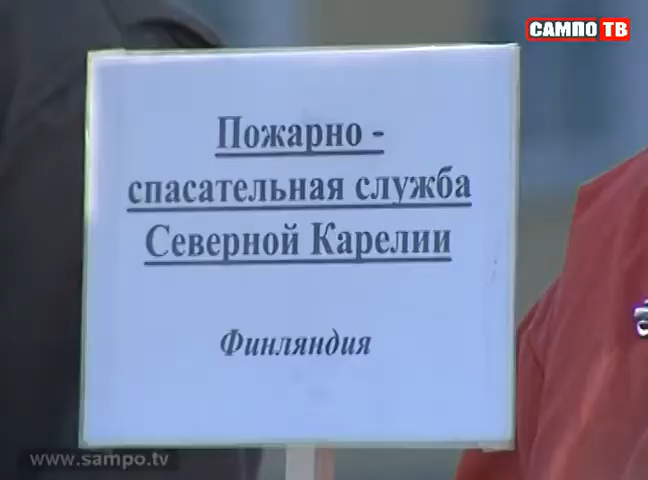 САМПО ТВ
Пожарно -
спасательная служба
Северной Карелии
Финляндия
www.sampo.tv